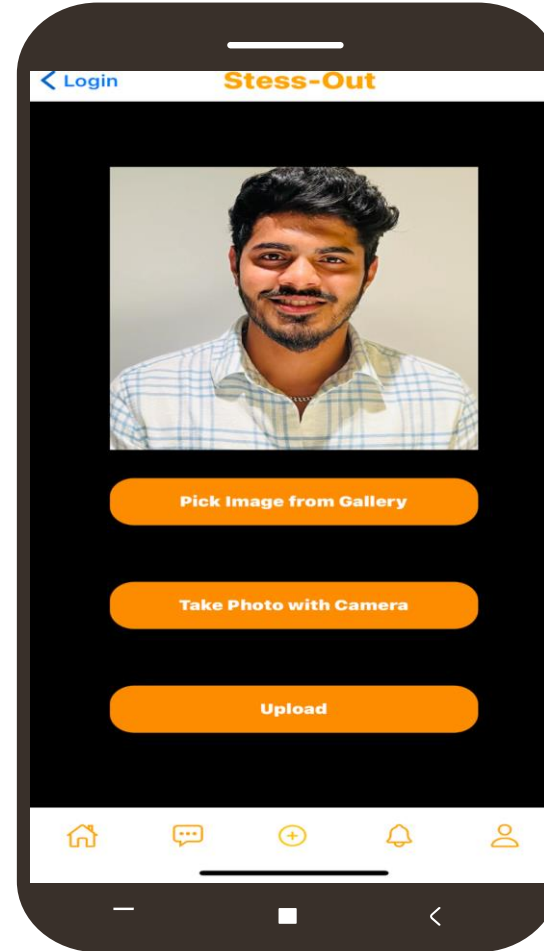 Login
Stess-Out
Pick Image from Gallery
Take Photo with Camera
Upload